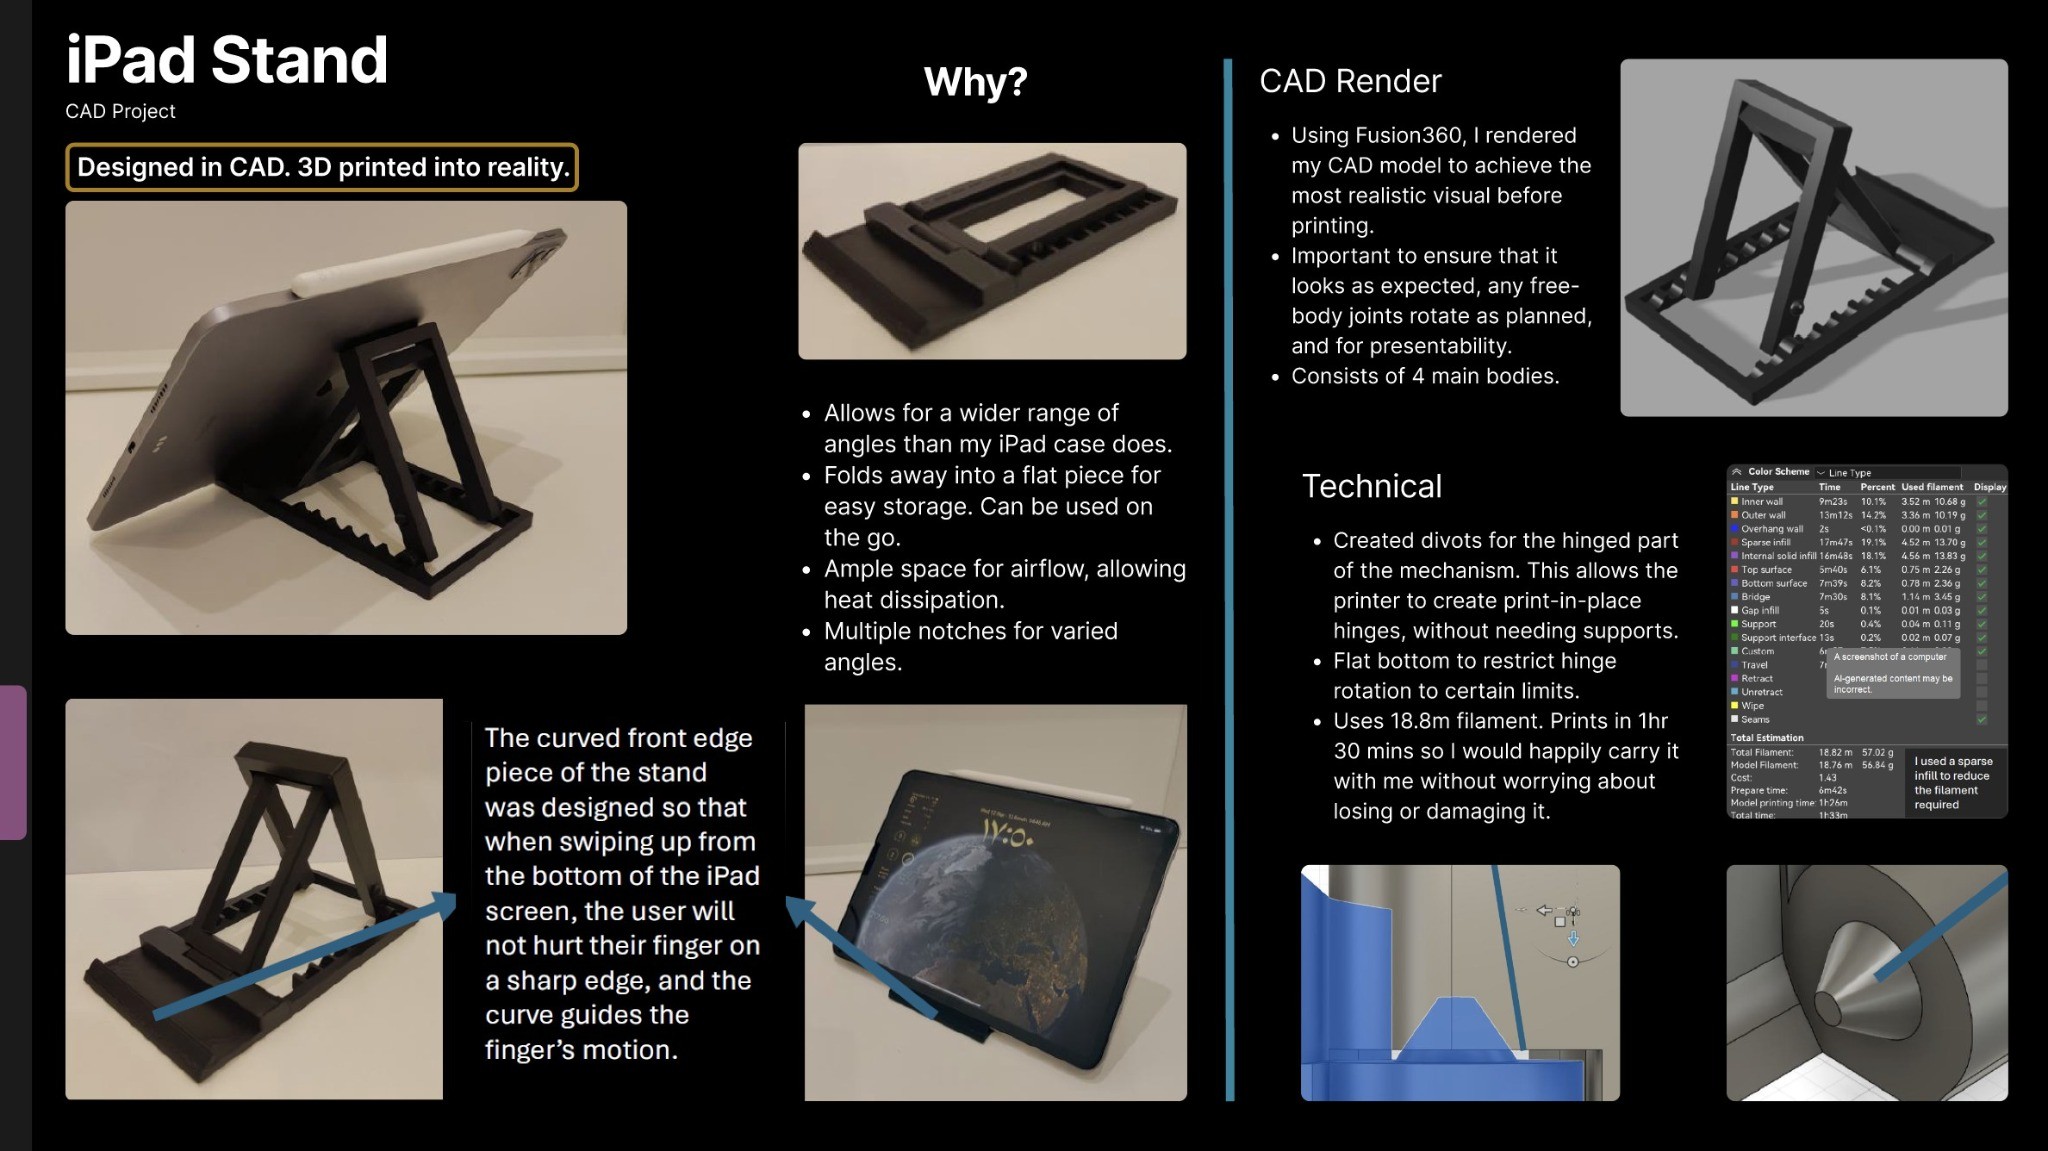 iPad Stand
CAD Project
Designed in CAD. 3D printed into reality.
Why?
Allows for a wider range of
angles than my iPad case does.
Folds away into a flat piece for
easy storage. Can be used on
the go.
Ample space for airflow, allowing
heat dissipation.
Multiple notches for varied
angles.
The curved front edge
piece of the stand
was designed so that
when swiping up from
the bottom of the iPad
screen, the user will
not hurt their finger on
a sharp edge, and the
curve guides the
finger’s motion.
١٧:٥٠
CAD Render
Using Fusion360, I rendered
my CAD model to achieve the
most realistic visual before
printing.
Important to ensure that it
looks as expected, any free-
body joints rotate as planned,
and for presentability.
Consists of 4 main bodies.
Technical
Created divots for the hinged part
of the mechanism. This allows the
printer to create print-in-place
hinges, without needing supports.
Flat bottom to restrict hinge
rotation to certain limits.
Uses 18.8m filament. Prints in 1hr
30 mins so I would happily carry it
with me without worrying about
losing or damaging it.
Color Scheme Line Type
Line Type Time Percent Used filament Display
Inner wall 9m23s 10.1% 3.52 m 10.68 g
Outer wall 13m12s 14.2% 3.36 m 10.19 g
Overhang wall 2s <0.1% 0.00 m 0.01 g
Sparse infill 17m47s 19.1% 4.52 m 13.70 g
Internal solid infill 16m48s 18.1% 4.56 m 13.83 g
Top surface 5m40s 6.1% 0.75 m 2.26 g
Bottom surface 7m39s 8.2% 0.78 m 2.36 g
Bridge 7m30s 8.1% 1.14 m 3.45 g
Gap infill 5s 0.1% 0.01 m 0.03 g
Support 20s 0.4% 0.04 m 0.11 g
Support interface 13s 0.2% 0.02 m 0.07 g
Custom
Travel
Retract
Unretract
Wipe
Seams
A screenshot of a computer
AI-generated content may be
incorrect.
Total Estimation
Total Filament: 18.82 m 57.02 g
Model Filament: 18.76 m 56.84 g
Cost: 1.43
Prepare time: 6m42s
Model printing time: 1h26m
Total time: 1h33m
I used a sparse
infill to reduce
the filament
required